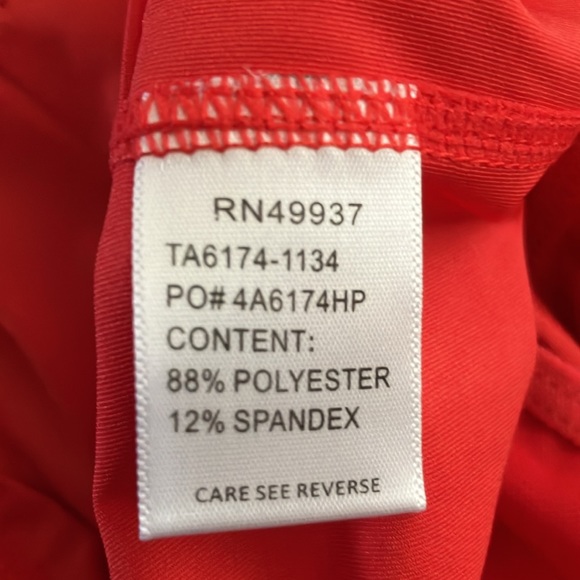 RN49937
TA6174-1134
PO# 4A6174HP
CONTENT:
88% POLYESTER
12% SPANDEX
CARE SEE REVERSE